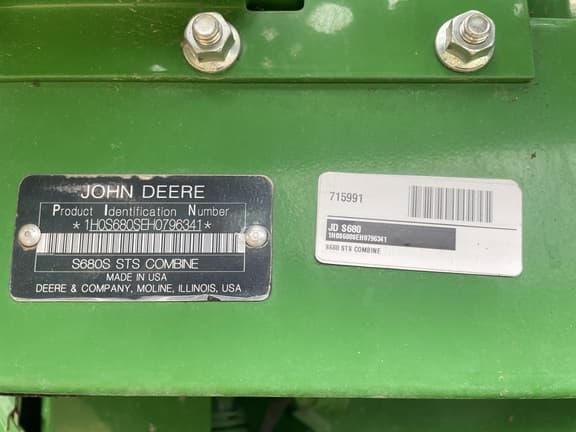 JOHN DEERE
Product Identification Number
*1H0S680SEH0796341*
S680S STS COMBINE
MADE IN USA
DEERE & COMPANY, MOLINE, ILLINOIS, USA
715991
JD S680
1H0S680SEH0796341
S680 STS COMBINE